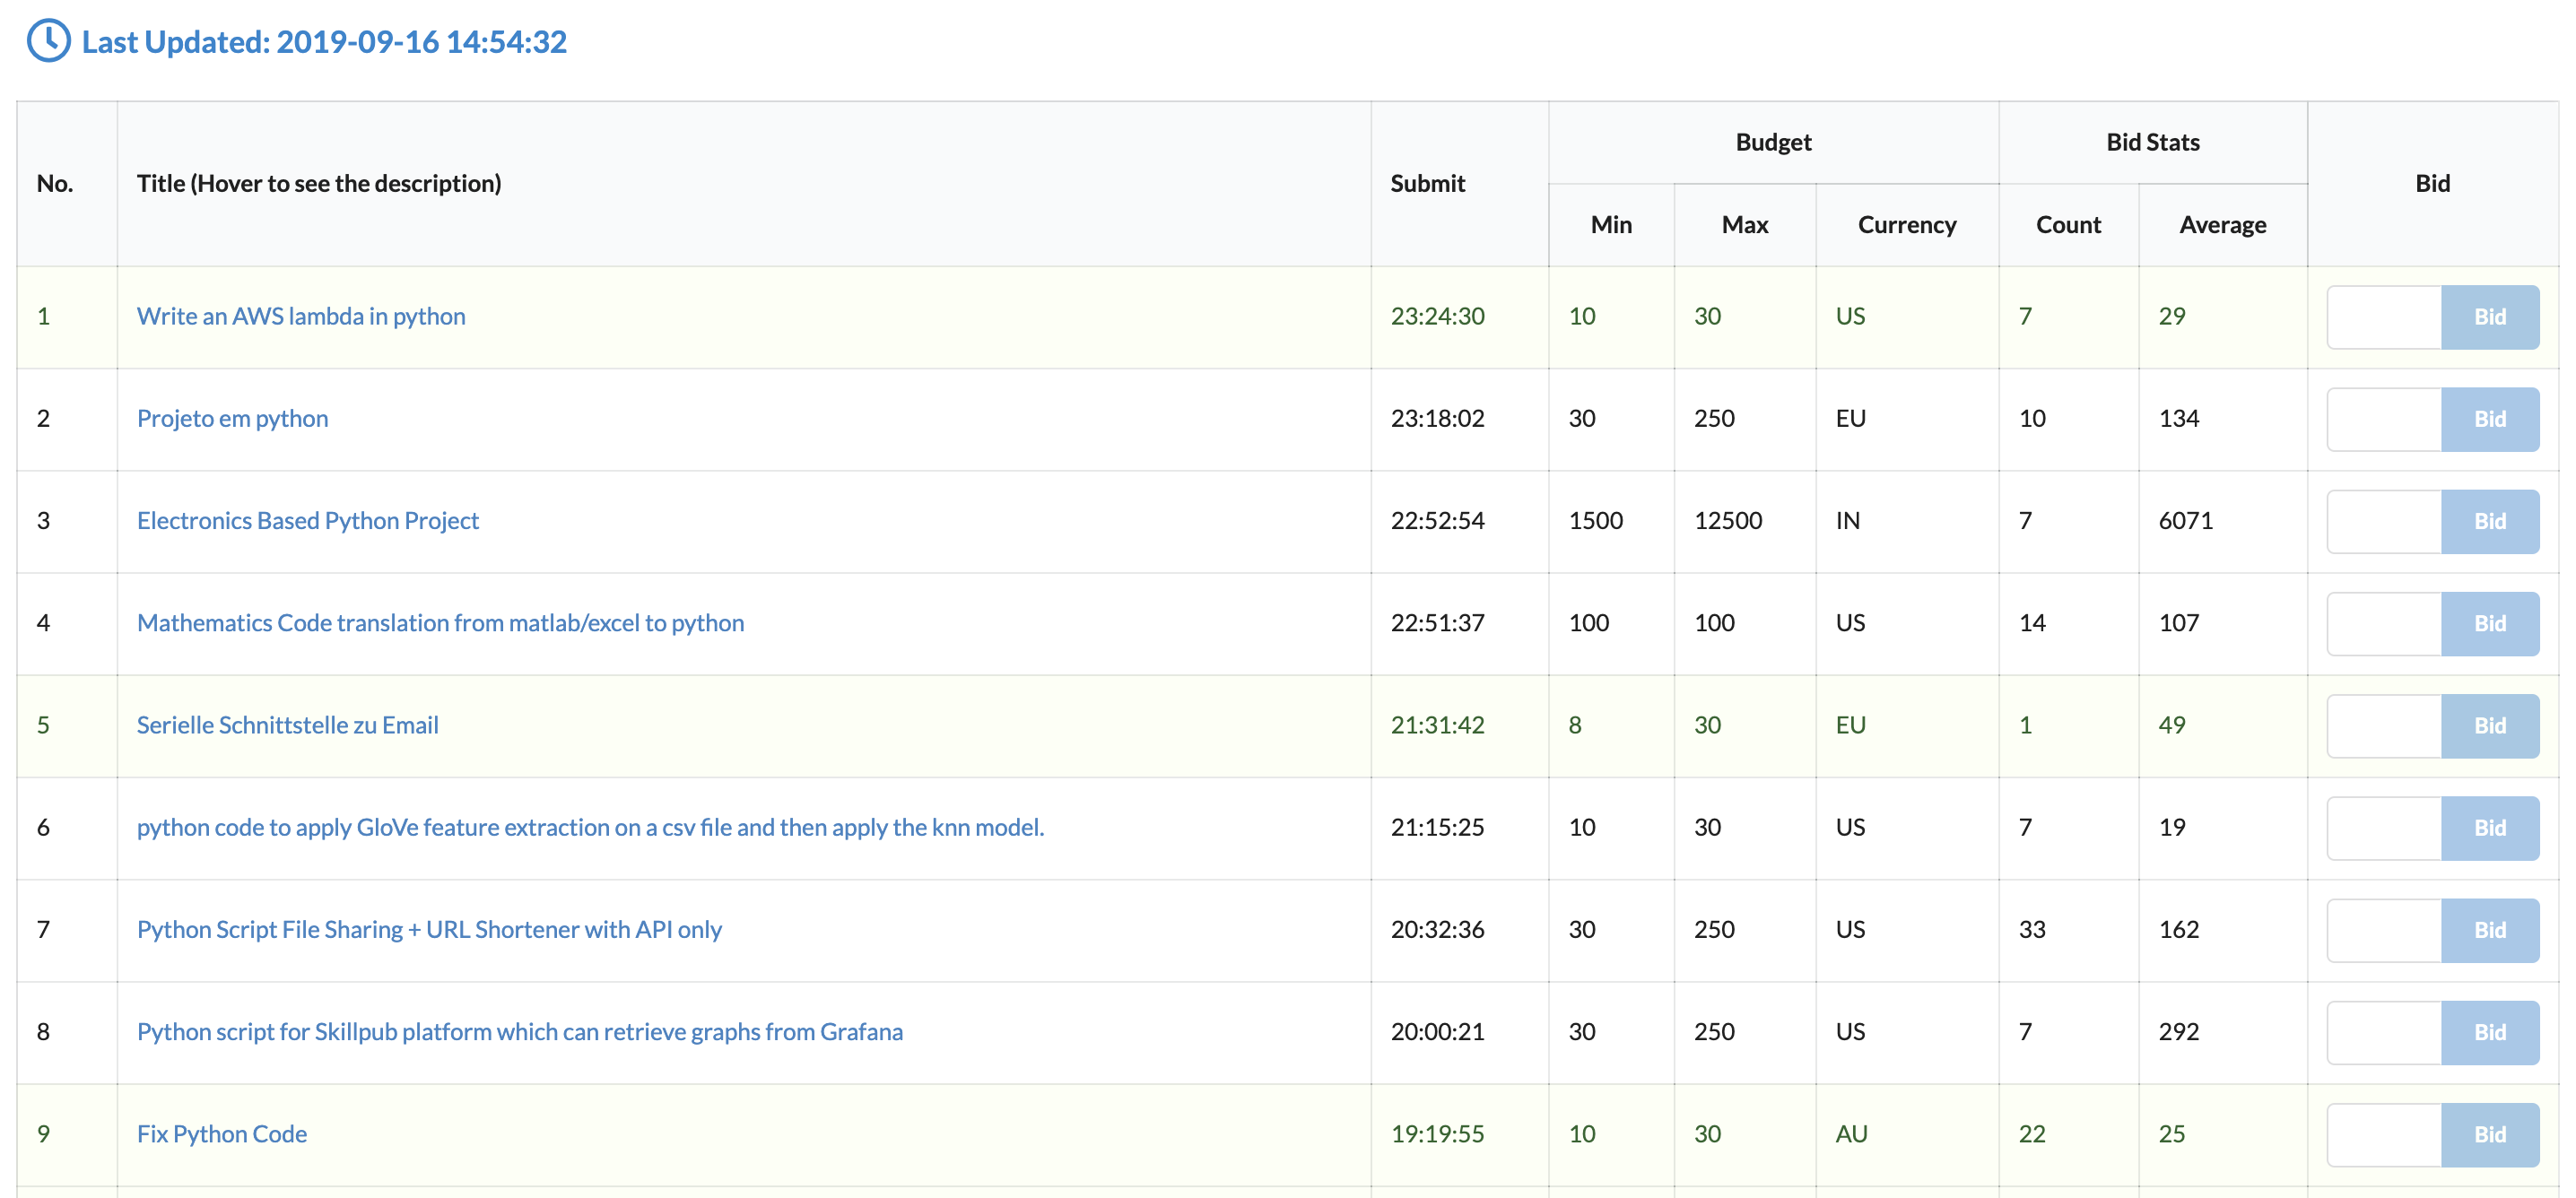 Last Updated: 2019-09-16 14:54:32
No. Title (Hover to see the description) Submit Budget Bid Stats Bid
Min Max Currency Count Average
1 Write an AWS lambda in python 23:24:30 10 30 US 7 29 Bid
2 Projeto em python 23:18:02 30 250 EU 10 134 Bid
3 Electronics Based Python Project 22:52:54 1500 12500 IN 7 6071 Bid
4 Mathematics Code translation from matlab/excel to python 22:51:37 100 100 US 14 107 Bid
5 Serielle Schnittstelle zu Email 21:31:42 8 30 EU 1 49 Bid
6 python code to apply GloVe feature extraction on a csv file and then apply the knn model. 21:15:25 10 30 US 7 19 Bid
7 Python Script File Sharing + URL Shortener with API only 20:32:36 30 250 US 33 162 Bid
8 Python script for Skillpub platform which can retrieve graphs from Grafana 20:00:21 30 250 US 7 292 Bid
9 Fix Python Code 19:19:55 10 30 AU 22 25 Bid